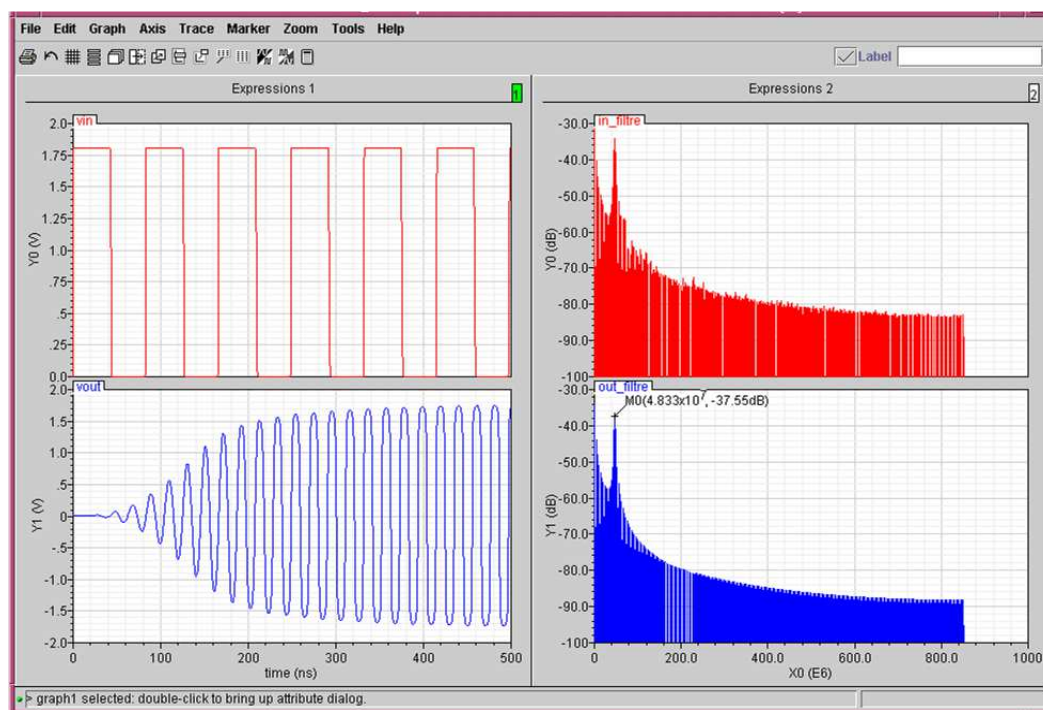 File Edit Graph Axis Trace Marker Zoom Tools Help
Label
Expressions 1
1
vin
2.0
1.75
1.5
1.25
1.0
.75
.5
.25
0.0
Y0 (V)
vout
2.0
1.5
1.0
.5
0
-.5
-1.0
-1.5
-2.0
Y1 (V)
0 100 200 300 400 500
time (ns)
Expressions 2
2
in_filtre
-30.0
-40.0
-50.0
-60.0
-70.0
-80.0
-90.0
-100
Y0 (dB)
out_filtre
M0(4.833x10^7, -37.55dB)
-30
-40.0
-50.0
-60.0
-70.0
-80.0
-90.0
-100
Y1 (dB)
0 200.0 400.0 600.0 800.0 1000
X0 (E6)
> graph1 selected: double-click to bring up attribute dialog.